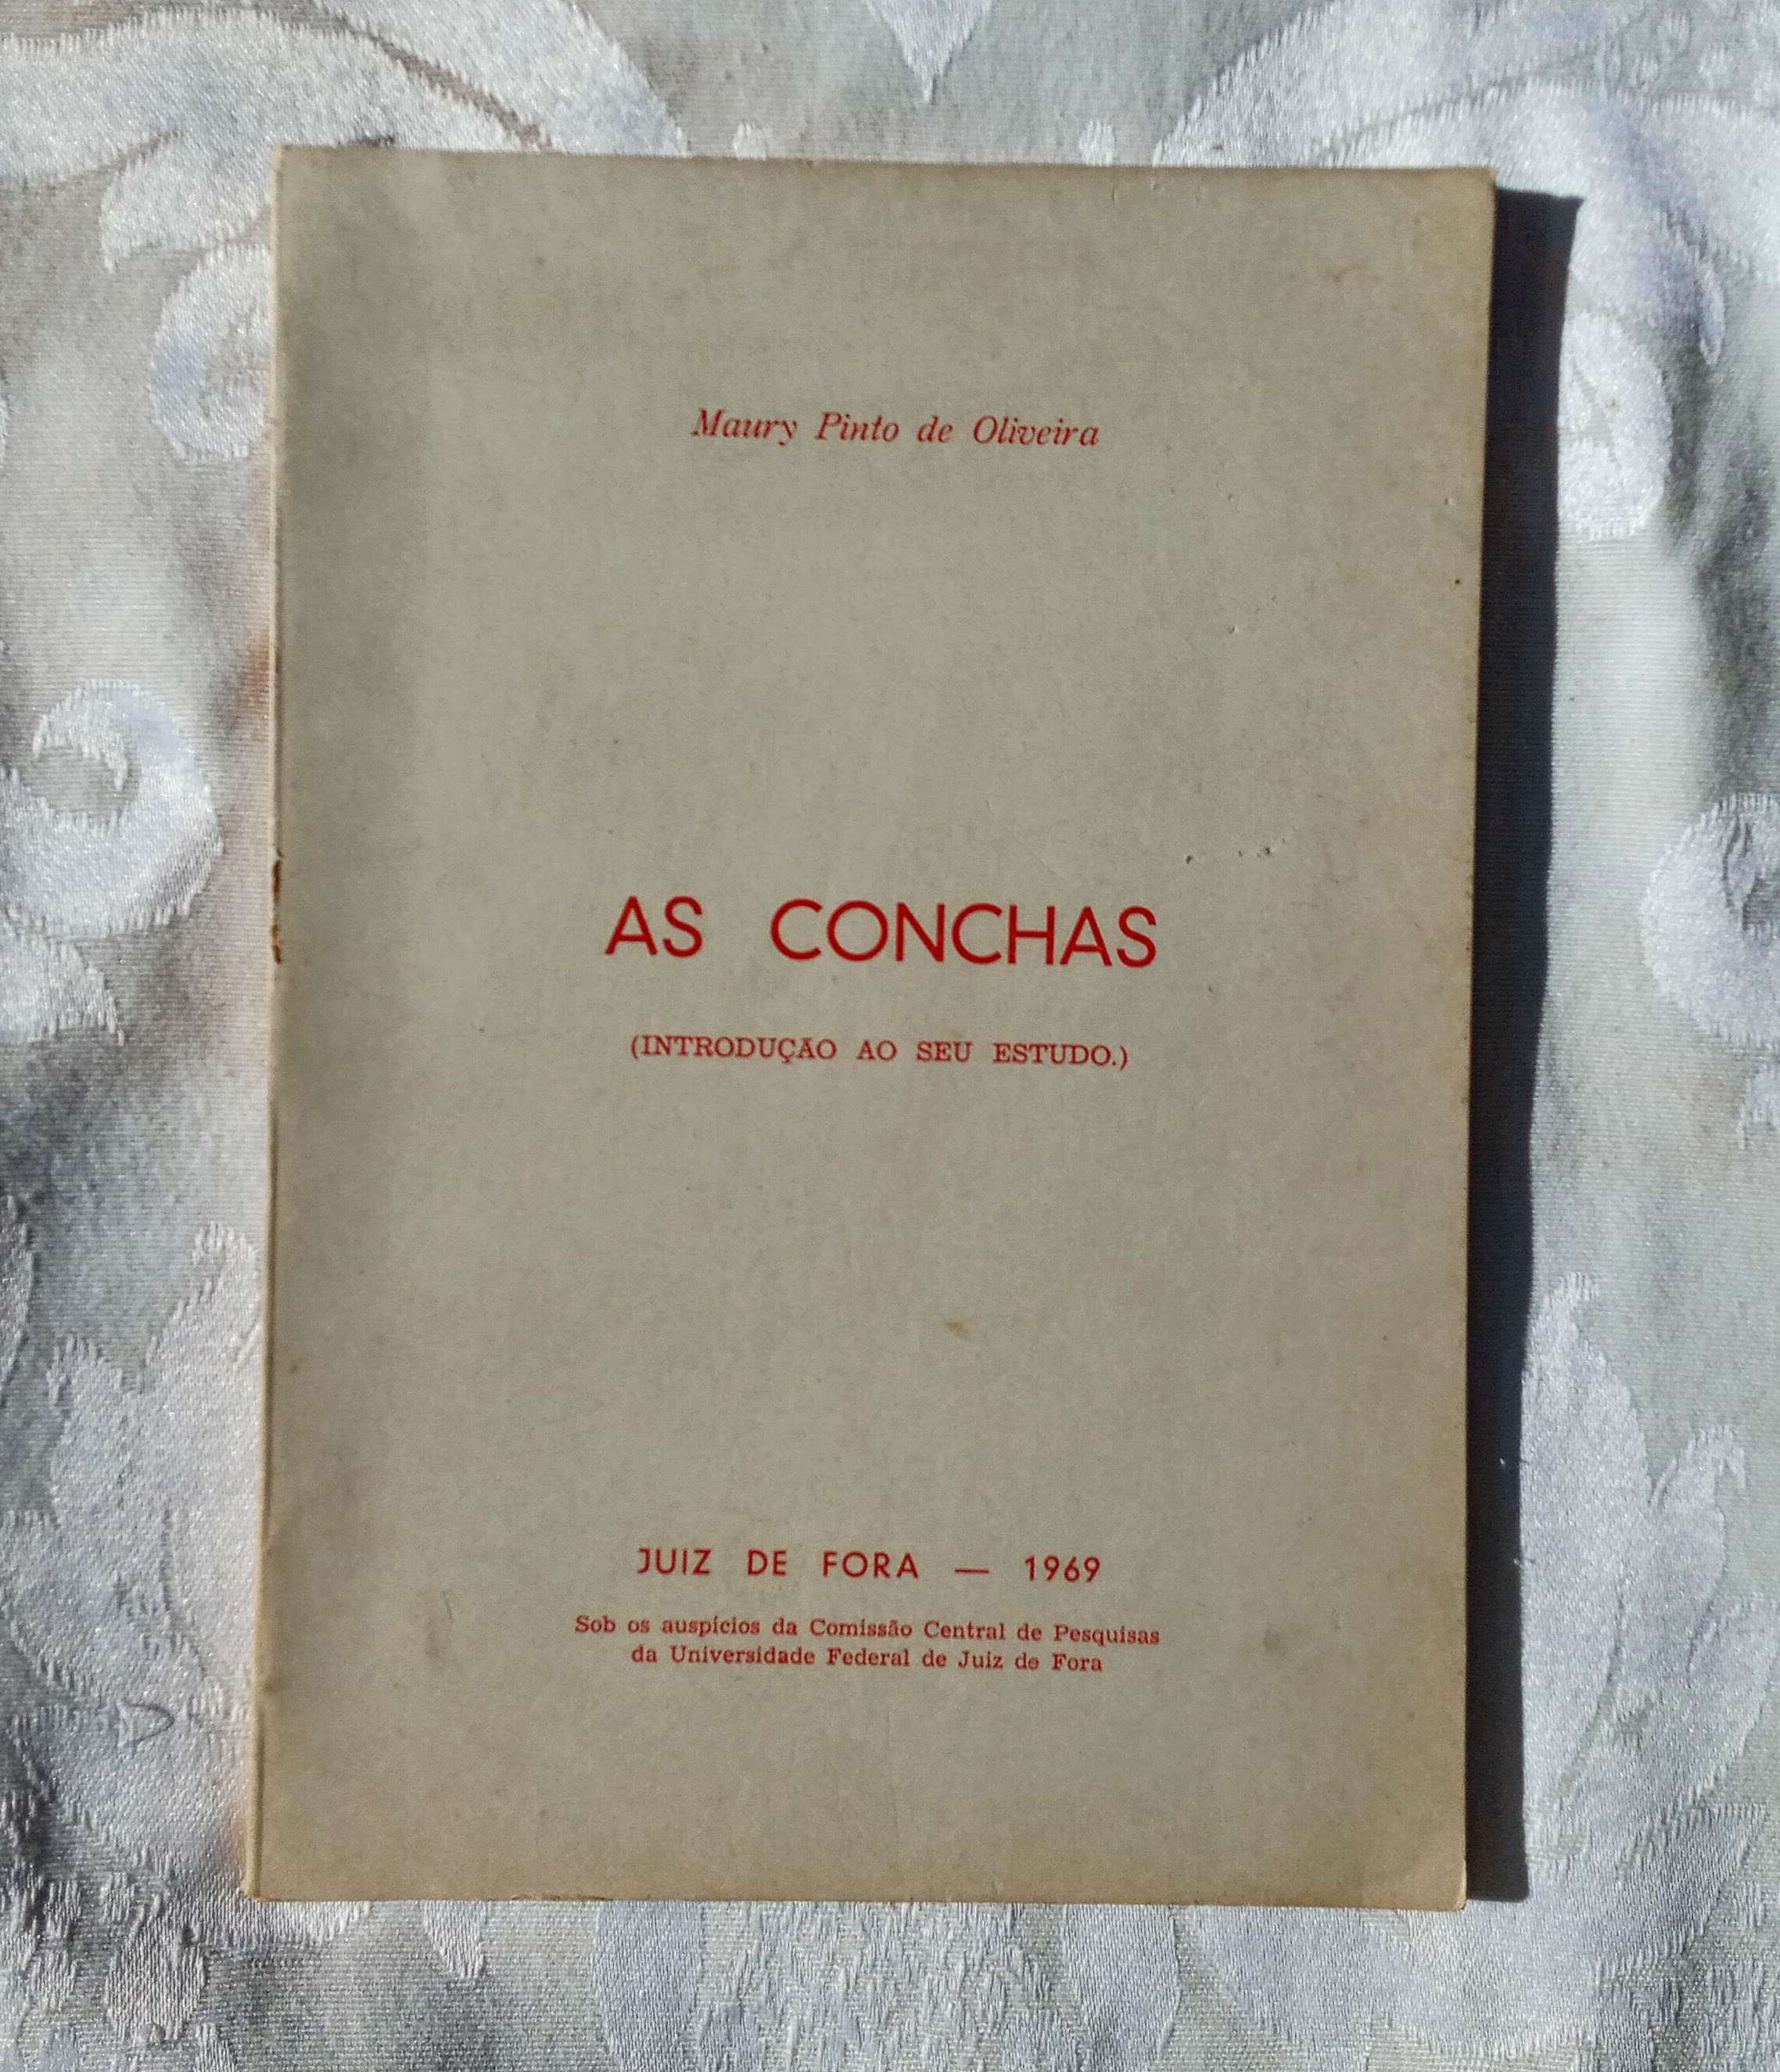 Maury Pinto de Oliveira
AS CONCHAS
(INTRODUÇÃO AO SEU ESTUDO.)
JUIZ DE FORA — 1969
Sob os auspícios da Comissão Central de Pesquisas
da Universidade Federal de Juiz de Fora